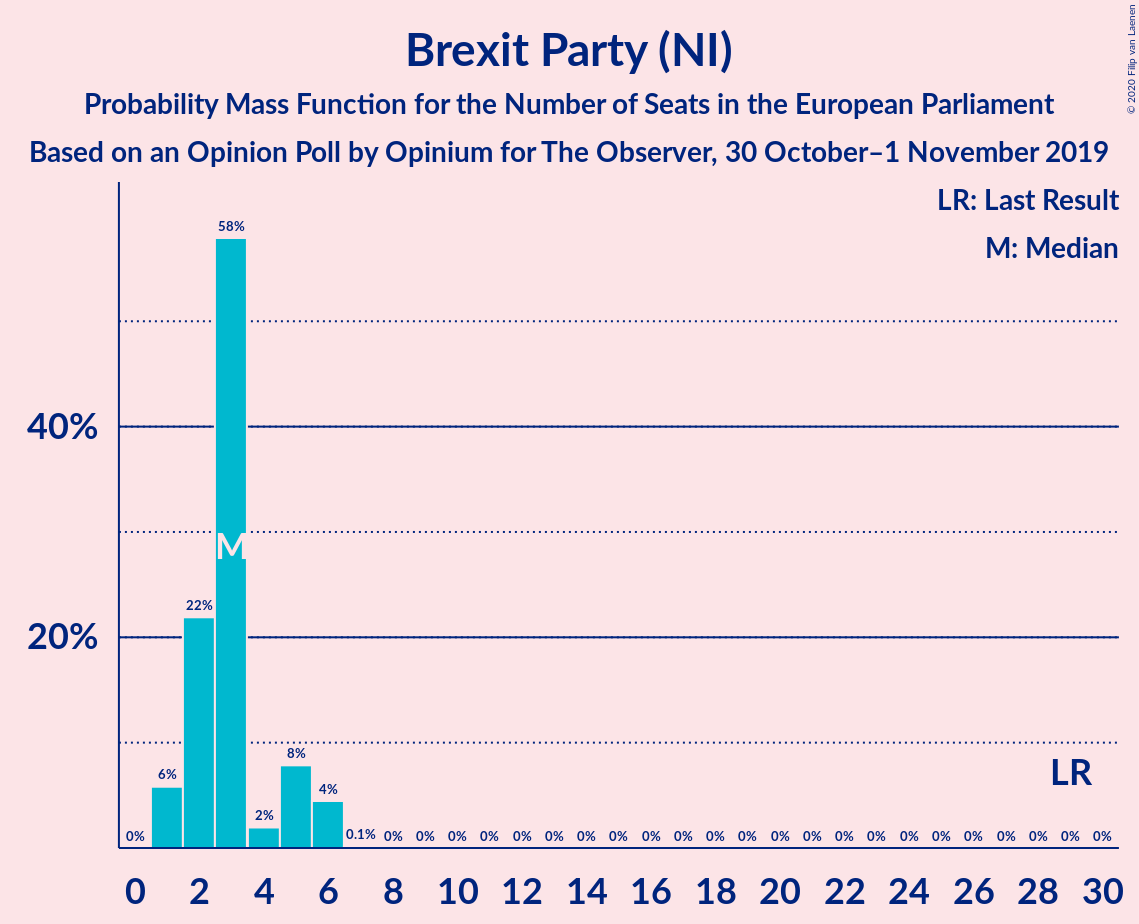 © 2020 Filip van Laenen
Brexit Party (NI)
Probability Mass Function for the Number of Seats in the European Parliament
Based on an Opinion Poll by Opinium for The Observer, 30 October–1 November 2019
LR: Last Result
M: Median
58%
40%
M
22%
20%
LR
0% 6% 2% 8% 4% 0.1% 0% 0% 0% 0% 0% 0% 0% 0% 0% 0% 0% 0% 0% 0% 0% 0% 0% 0% 0% 0% 0% 0% 0%
0 2 4 6 8 10 12 14 16 18 20 22 24 26 28 30